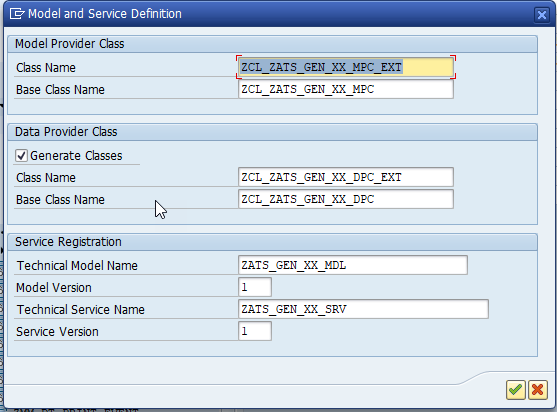 Model and Service Definition
Model Provider Class
Class Name ZCL_ZATS_GEN_XX_MPC_EXT
Base Class Name ZCL_ZATS_GEN_XX_MPC
Data Provider Class
Generate Classes
Class Name ZCL_ZATS_GEN_XX_DPC_EXT
Base Class Name ZCL_ZATS_GEN_XX_DPC
Service Registration
Technical Model Name ZATS_GEN_XX_MDL
Model Version 1
Technical Service Name ZATS_GEN_XX_SRV
Service Version 1